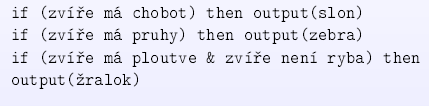 if (zvíře má chobot) then output(slon)
if (zvíře má pruhy) then output(zebra)
if (zvíře má ploutve & zvíře není ryba) then
output(žralok)